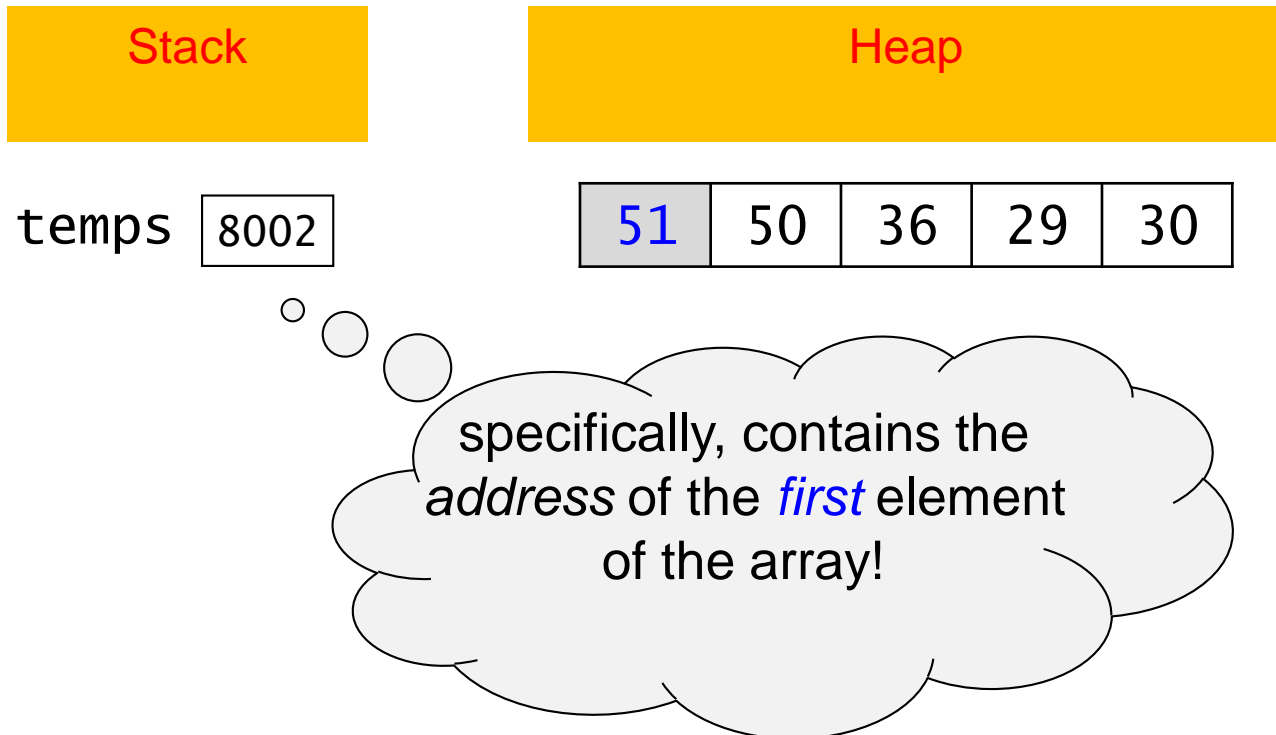 Stack
Heap
temps 8002
51 50 36 29 30
specifically, contains the
address of the first element
of the array!